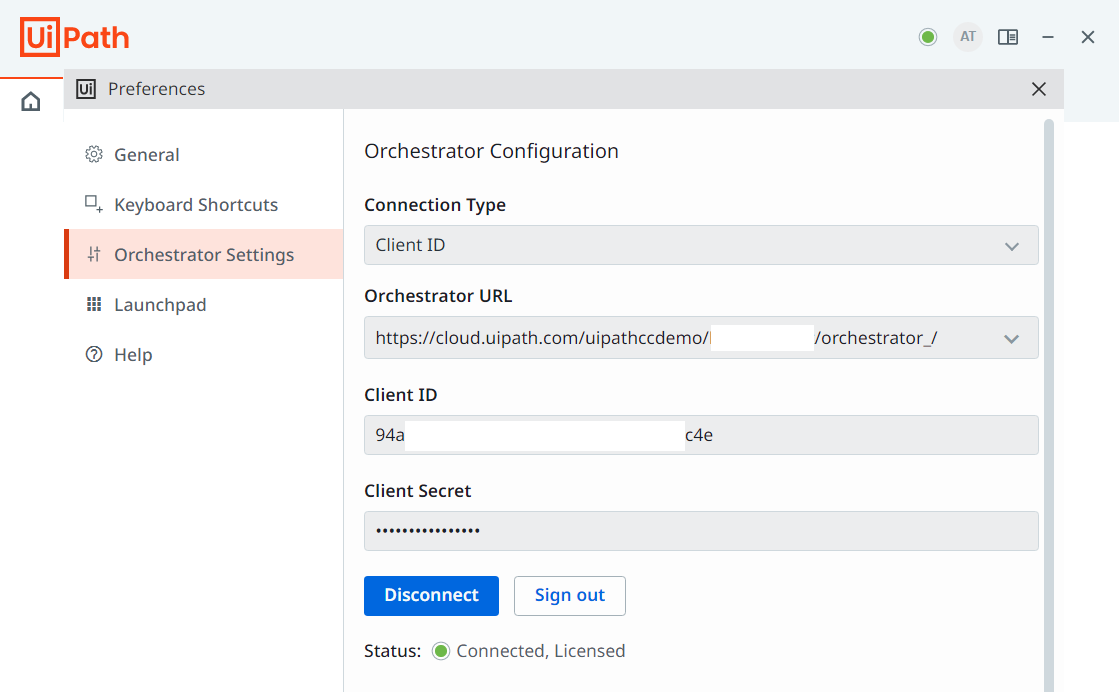 UiPath
AT
Ui Preferences
General
Keyboard Shortcuts
Orchestrator Settings
Launchpad
Help
Orchestrator Configuration
Connection Type
Client ID
Orchestrator URL
https://cloud.uipath.com/uipathccdemo/ /orchestrator_/
Client ID
94a c4e
Client Secret
••••••••••••••••
Disconnect
Sign out
Status: Connected, Licensed